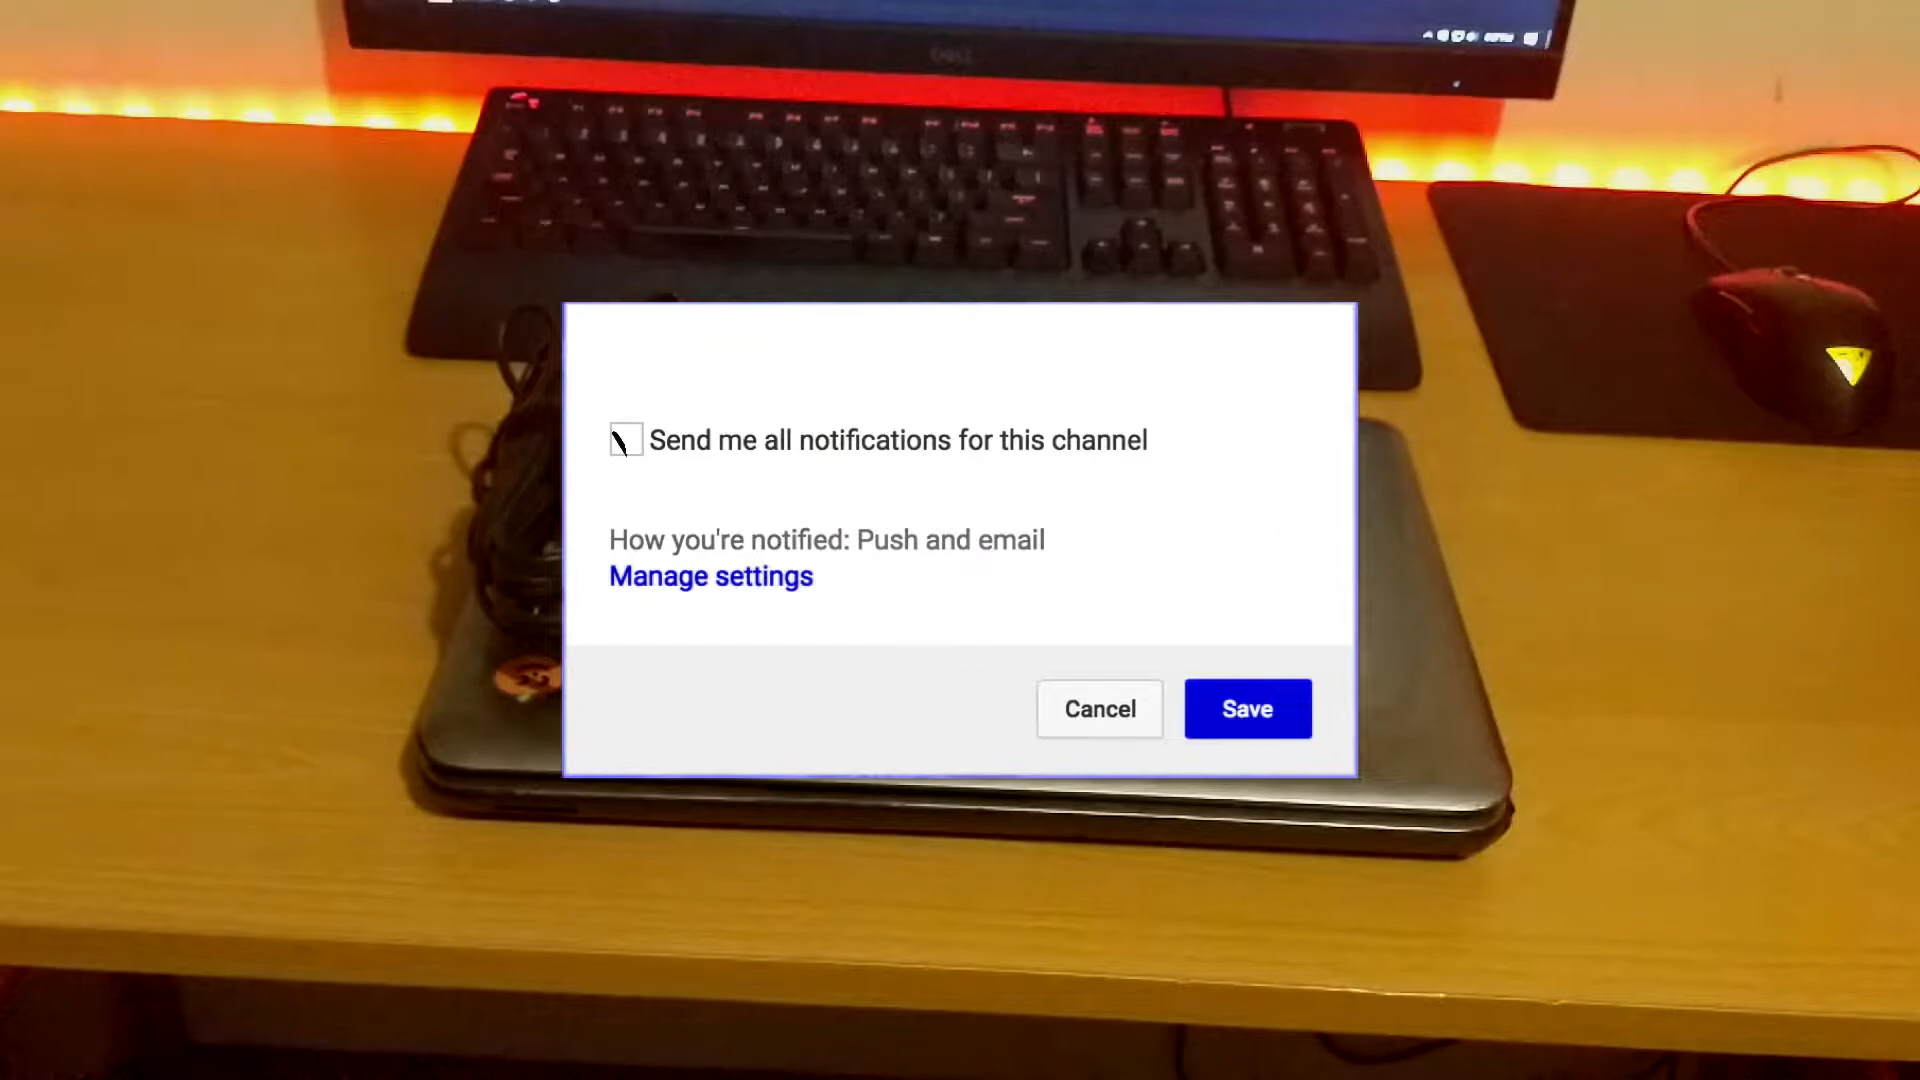 Send me all notifications for this channel
How you're notified: Push and email
Manage settings
Cancel
Save